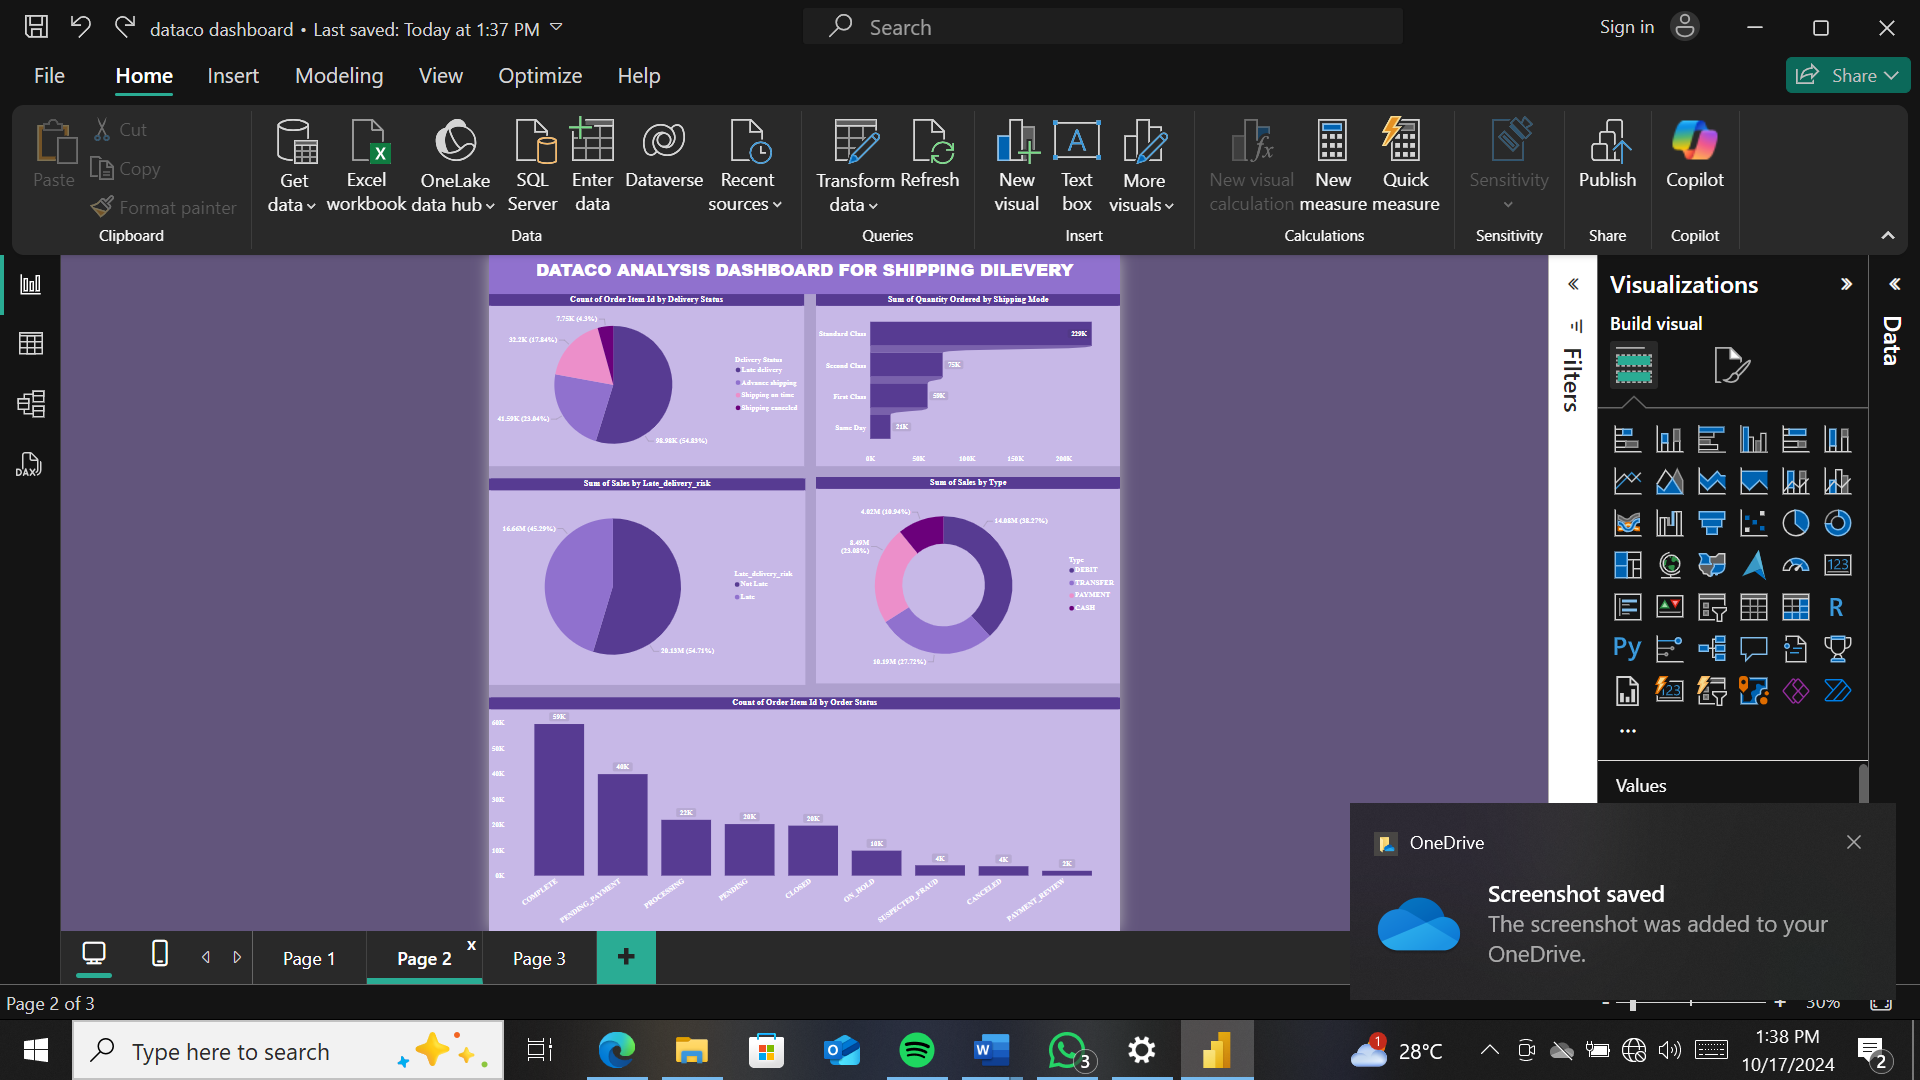 dataco dashboard • Last saved: Today at 1:37 PM
Search
Sign in
File Home Insert Modeling View Optimize Help
Share
Paste
Cut
Copy
Format painter
Clipboard
Get data
Excel workbook
OneLake data hub
SQL Server
Enter data
Dataverse
Recent sources
Data
Transform data
Refresh
Queries
New visual
Text box
More visuals
Insert
New visual calculation
New measure
Quick measure
Calculations
Sensitivity
Sensitivity
Publish
Share
Copilot
Copilot
DAX
DATACO ANALYSIS DASHBOARD FOR SHIPPING DILEVERY
Count of Order Item Id by Delivery Status
7.75K (4.3%)
32.2K (17.84%)
41.59K (23.04%)
98.98K (54.83%)
Delivery Status
Late delivery
Advance shipping
Shipping on time
Shipping canceled
Sum of Quantity Ordered by Shipping Mode
Standard Class 229K
Second Class 75K
First Class
Same Day 21K
0K 50K 100K 150K 200K
Sum of Sales by Late_delivery_risk
16.66M (45.29%)
20.13M (54.71%)
Late_delivery_risk
Not Late
Late
Sum of Sales by Type
4.02M (10.94%)
14.08M (38.27%)
8.49M
(23.08%)
10.19M (27.72%)
Type
DEBIT
TRANSFER
PAYMENT
CASH
Count of Order Item Id by Order Status
60K
50K
40K
30K
20K
10K
0K
59K 40K 22K 20K 20K 10K 4K 4K 2K
COMPLETE PENDING_PAYMENT PROCESSING PENDING CLOSED ON_HOLD SUSPECTED_FRAUD CANCELED PAYMENT_REVIEW
Filters
Visualizations
Build visual
123
R
Py
123
Values
Data
OneDrive
Screenshot saved
The screenshot was added to your
OneDrive.
Page 1 Page 2 x Page 3 +
Page 2 of 3
- + 30%
Type here to search
3
1
28°C
1:38 PM
10/17/2024
2